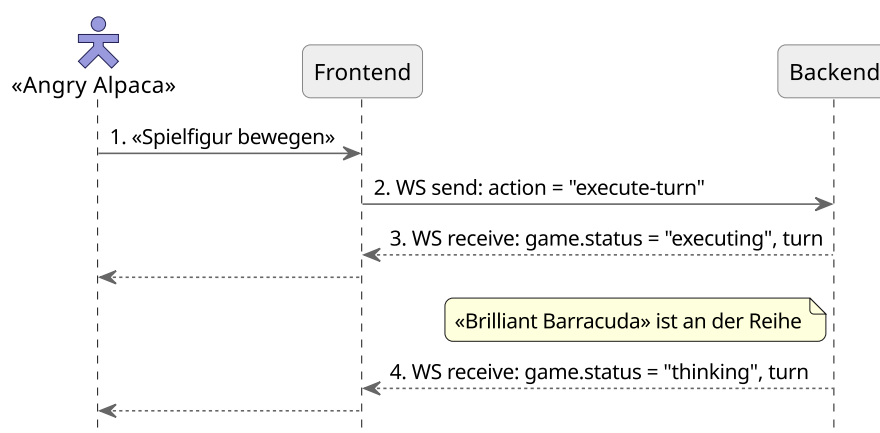 «Angry Alpaca»
Frontend
Backend
1. «Spielfigur bewegen»
2. WS send: action = "execute-turn"
3. WS receive: game.status = "executing", turn
«Brilliant Barracuda» ist an der Reihe
4. WS receive: game.status = "thinking", turn